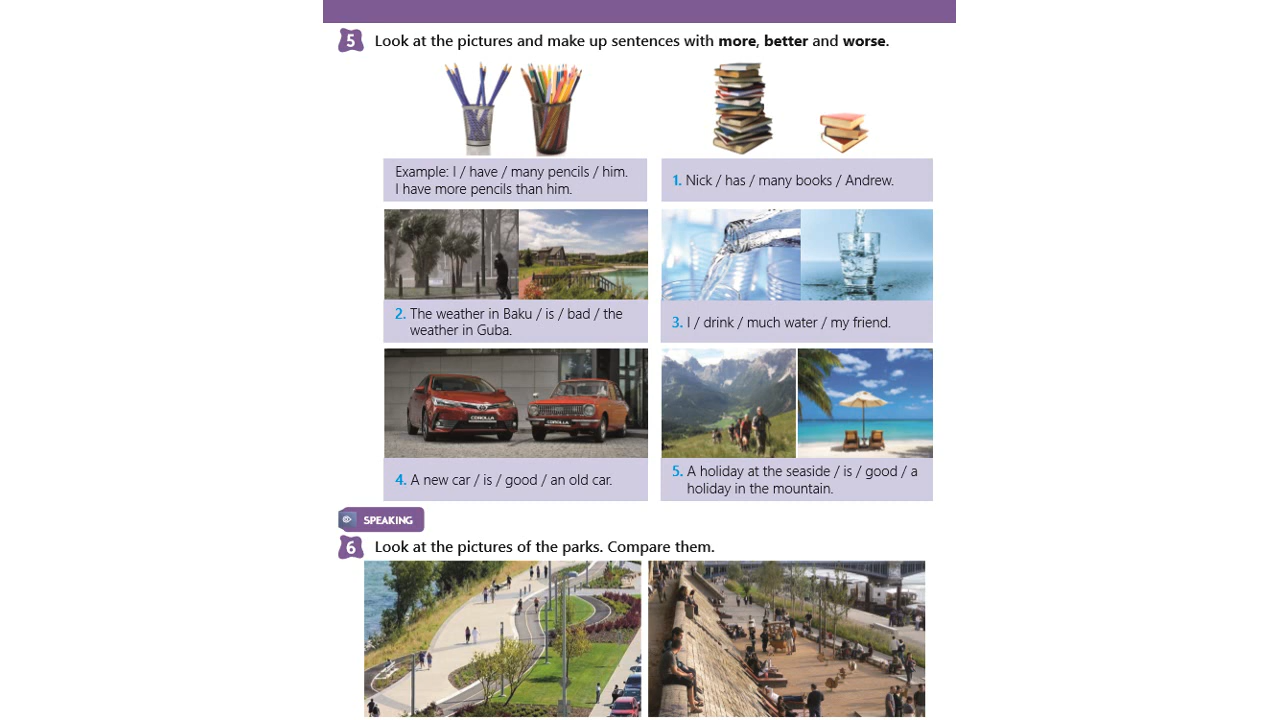 5 Look at the pictures and make up sentences with more, better and worse.
Example: I / have / many pencils / him.
I have more pencils than him.
1. Nick / has / many books / Andrew.
2. The weather in Baku / is / bad / the
weather in Guba.
3. I / drink / much water / my friend.
COROLLA
COROLLA
4. A new car / is / good / an old car.
5. A holiday at the seaside / is / good / a
holiday in the mountain.
SPEAKING
6 Look at the pictures of the parks. Compare them.